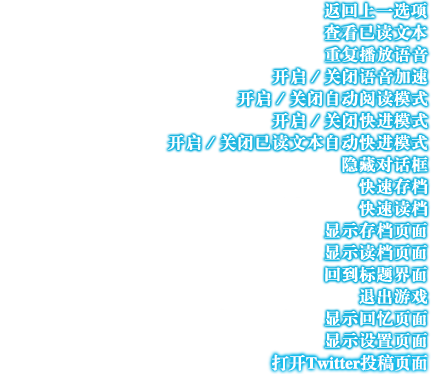 返回上一选项
查看已读文本
重复播放语音
开启／关闭语音加速
开启／关闭自动阅读模式
开启／关闭快进模式
开启／关闭已读文本自动快进模式
隐藏对话框
快速存档
快速读档
显示存档页面
显示读档页面
回到标题界面
退出游戏
显示回忆页面
显示设置页面
打开Twitter投稿页面